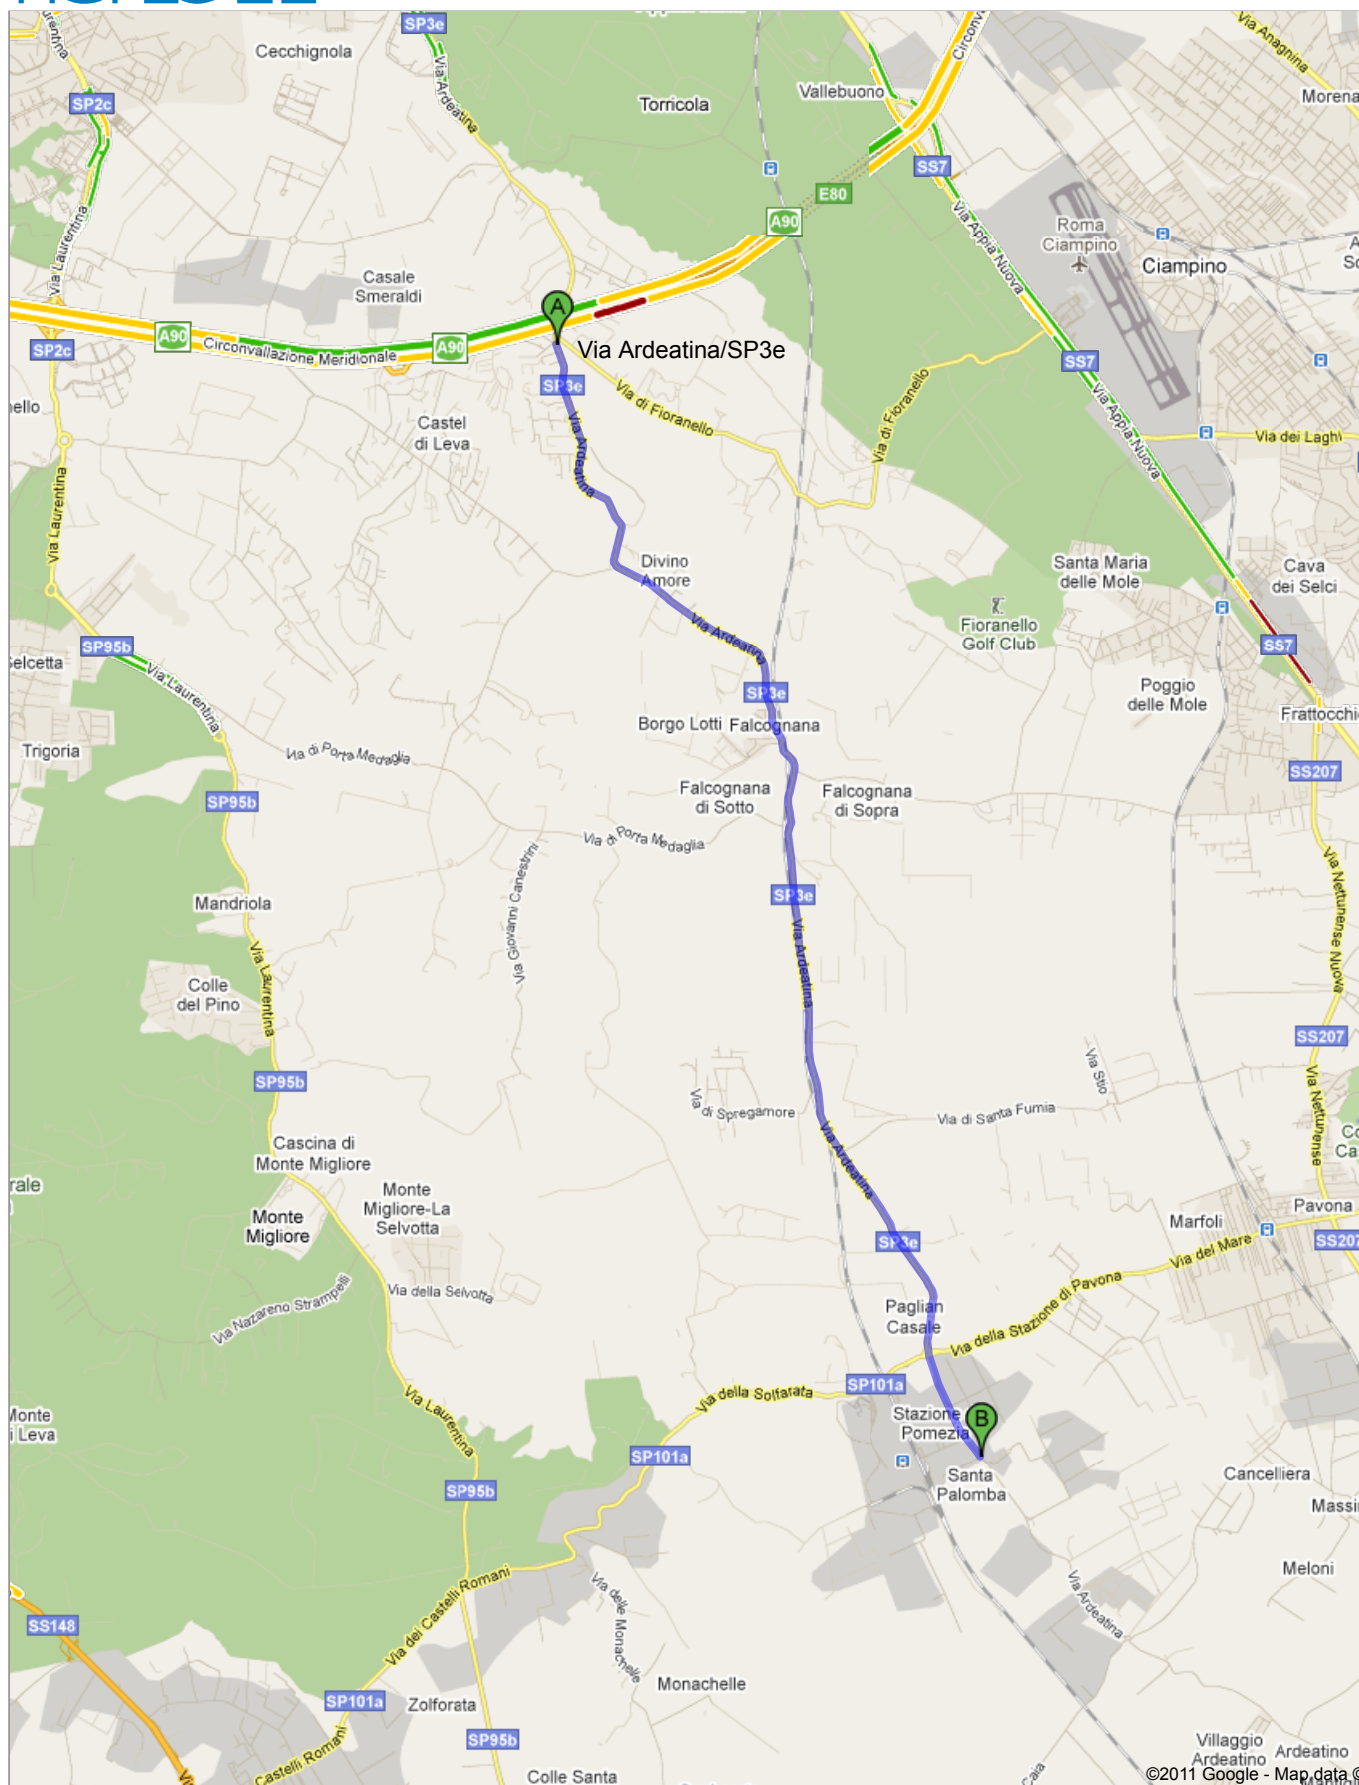 SP3e
Cecchignola
Via Ardeatina
Torricola
Vallebuono
Via Anagnina
Morena
SP2c
SS7
E80
A90
Via Laurentina
Via Appia Nuova
Roma
Ciampino
Ciampino
Casale
Smeraldi
A
A90
Circonvallazione Meridionale
A90
SP2c
Via Ardeatina/SP3e
SS7
SP3e
Via di Fioranello
Via di Fioranello
Via Appia Nuova
Castel
di Leva
Via Ardeatina
Via dei Laghi
Via Laurentina
Divino
Amore
Santa Maria
delle Mole
Cava
dei Selci
Fioranello
Golf Club
Via Ardeatina
SS7
SP95b
Via Laurentina
SP3e
Poggio
delle Mole
Borgo Lotti
Falcognana
Frattocchi
Trigoria
Via di Porta Medaglia
SS207
Falcognana
di Sotto
Falcognana
di Sopra
SP95b
Via di Porta Medaglia
Via Giovanni Canestrini
SP3e
Via Nettunense Nuova
Mandriola
Via Laurentina
Via Ardeatina
Colle
del Pino
SS207
SP95b
Via Stio
Via di Spregamore
Via di Santa Fumia
Via Nettunense
Cascina di
Monte Migliore
Via Ardeatina
Monte
Migliore-La
Selvotta
Monte
Migliore
Marfoli
Pavona
SP3e
Via del Mare
SS207
Via della Selvotta
Via della Stazione di Pavona
Via Nazareno Strampelli
Paglian
Casale
SP101a
Via della Solfarata
Via Laurentina
Monte
i Leva
Stazione
Pomezia
B
SP101a
Santa
Palomba
Cancelliera
SP95b
Meloni
Via Ardeatina
Via delle Monachelle
Via dei Castelli Romani
SS148
Monachelle
SP101a
Zolforata
SP95b
Castelli Romani
Villaggio
Ardeatino
Ardeatino
Colle Santa
©2011 Google - Map data ©